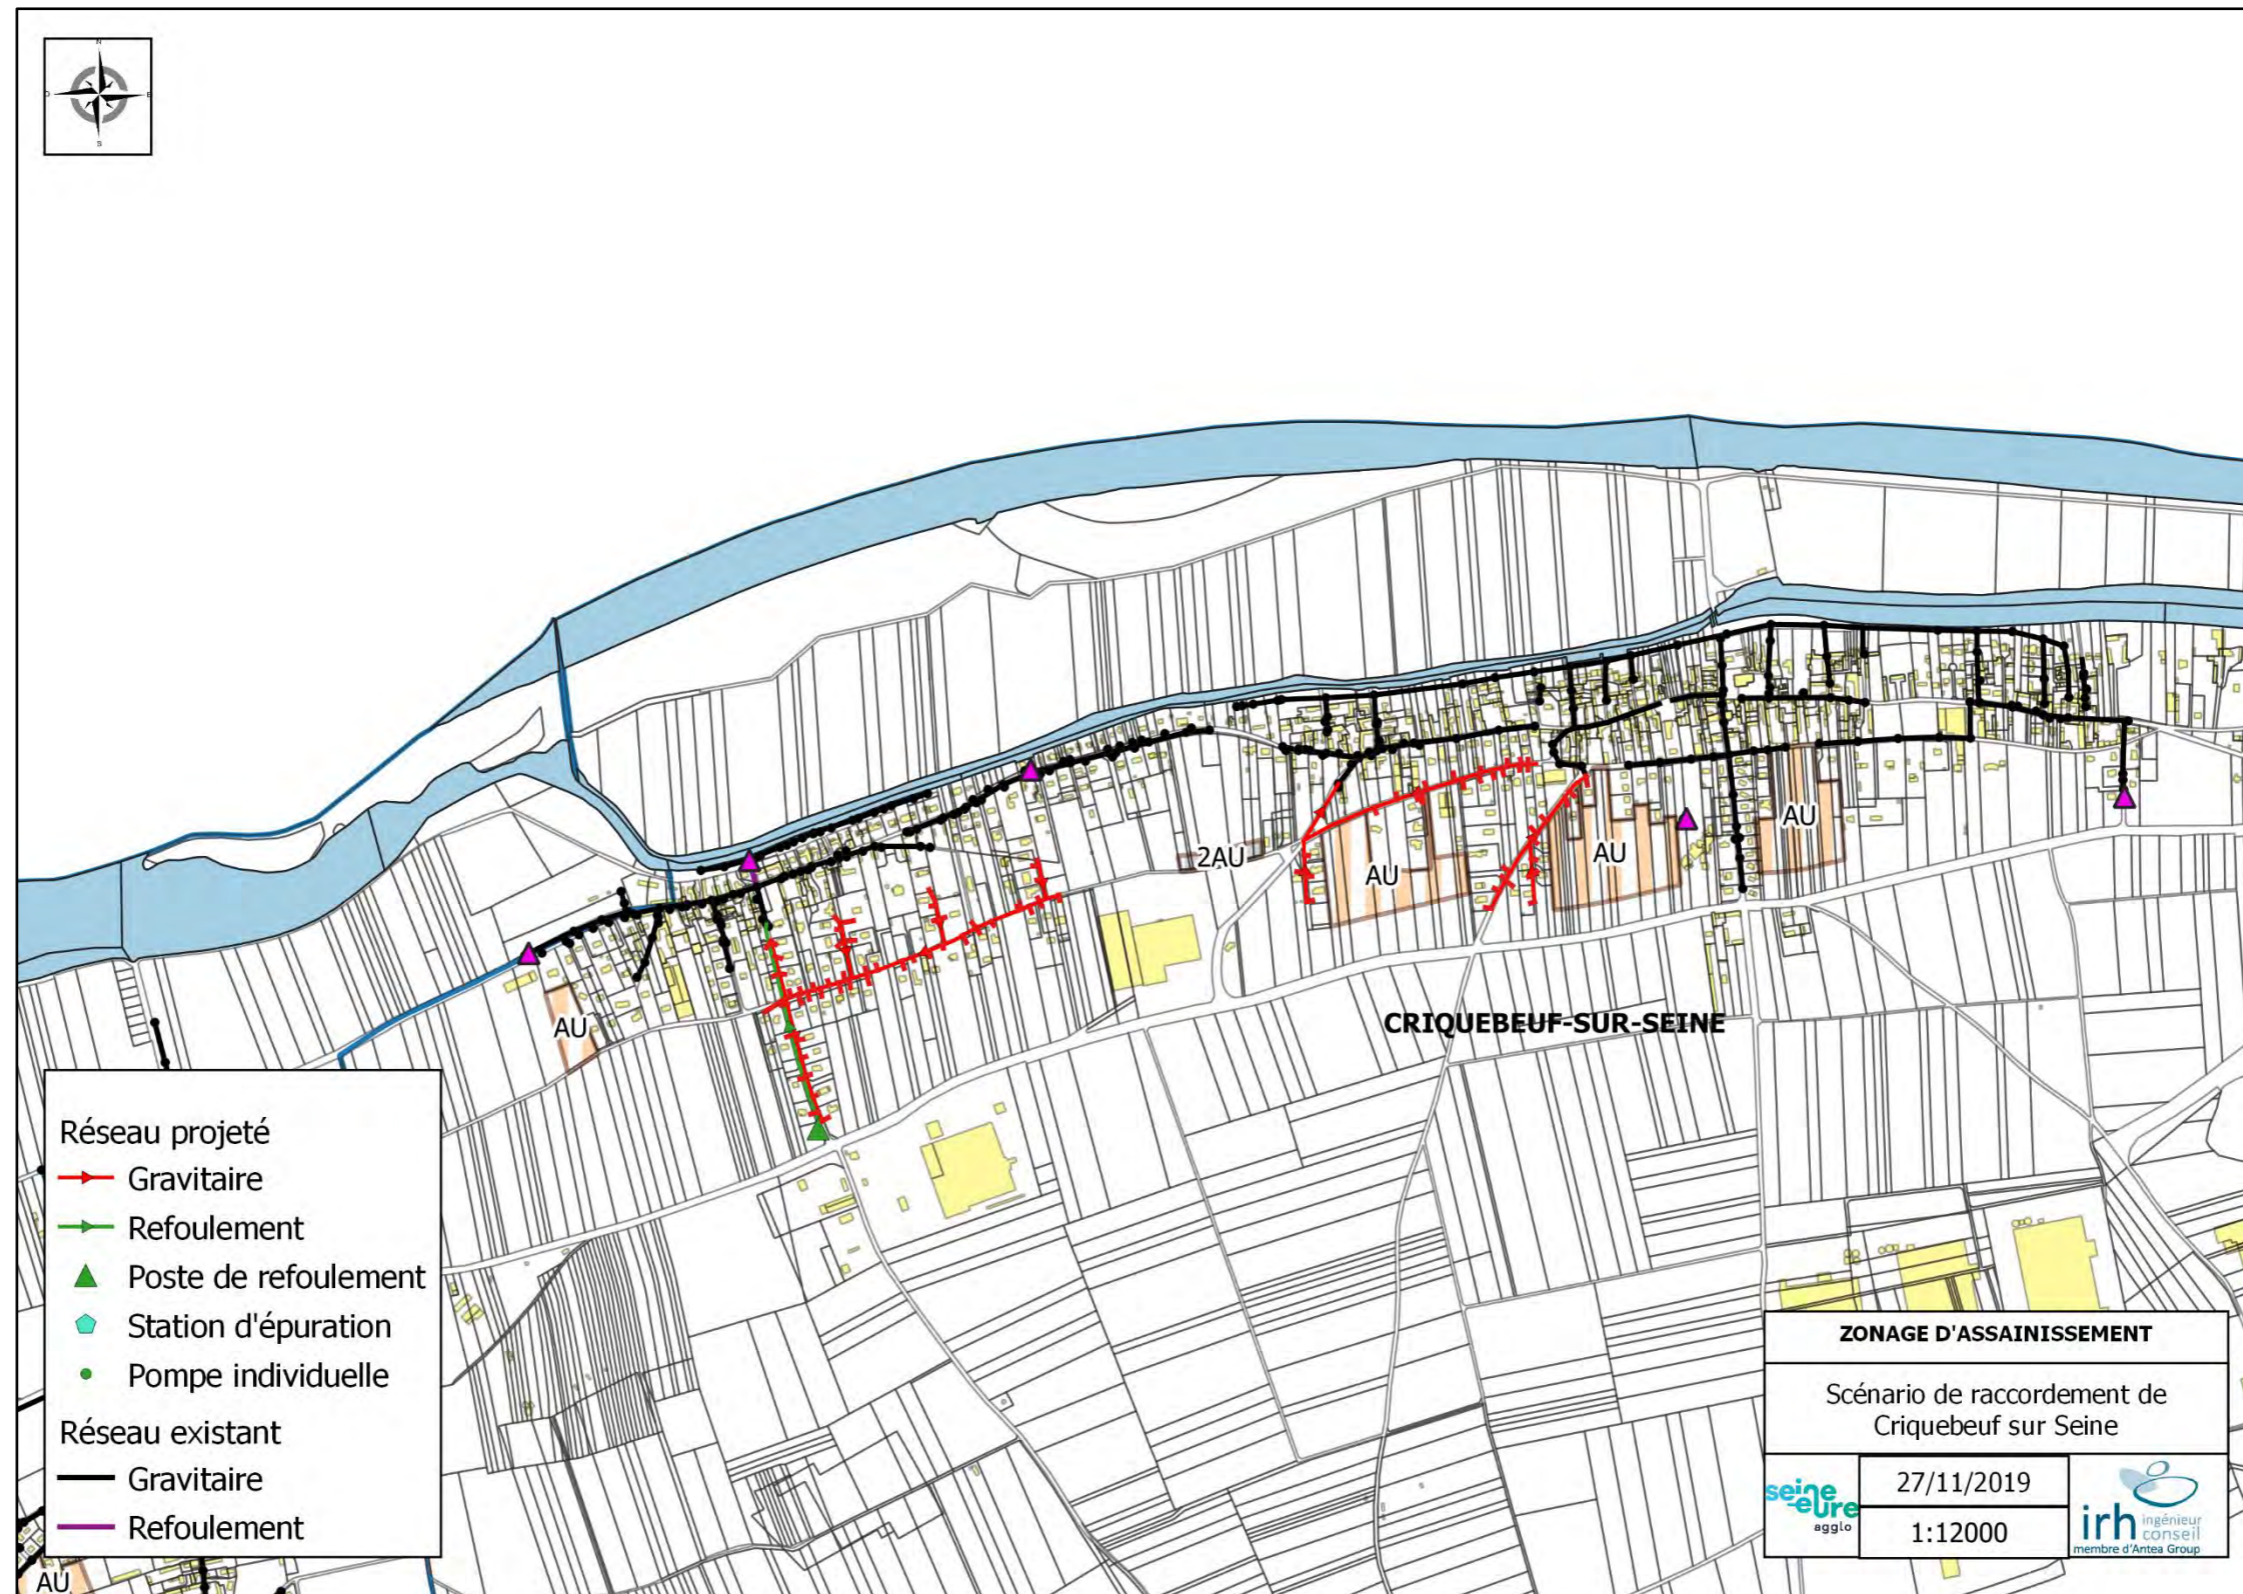 N
O
E
S
2AU
AU
AU
AU
AU
CRIQUEBEUF-SUR-SEINE
Réseau projeté
Gravitaire
Refoulement
Poste de refoulement
Station d'épuration
Pompe individuelle
Réseau existant
Gravitaire
Refoulement
AU
ZONAGE D'ASSAINISSEMENT
Scénario de raccordement de
Criquebeuf sur Seine
seine
eure
agglo
27/11/2019
1:12000
irh ingénieur
conseil
membre d'Antea Group